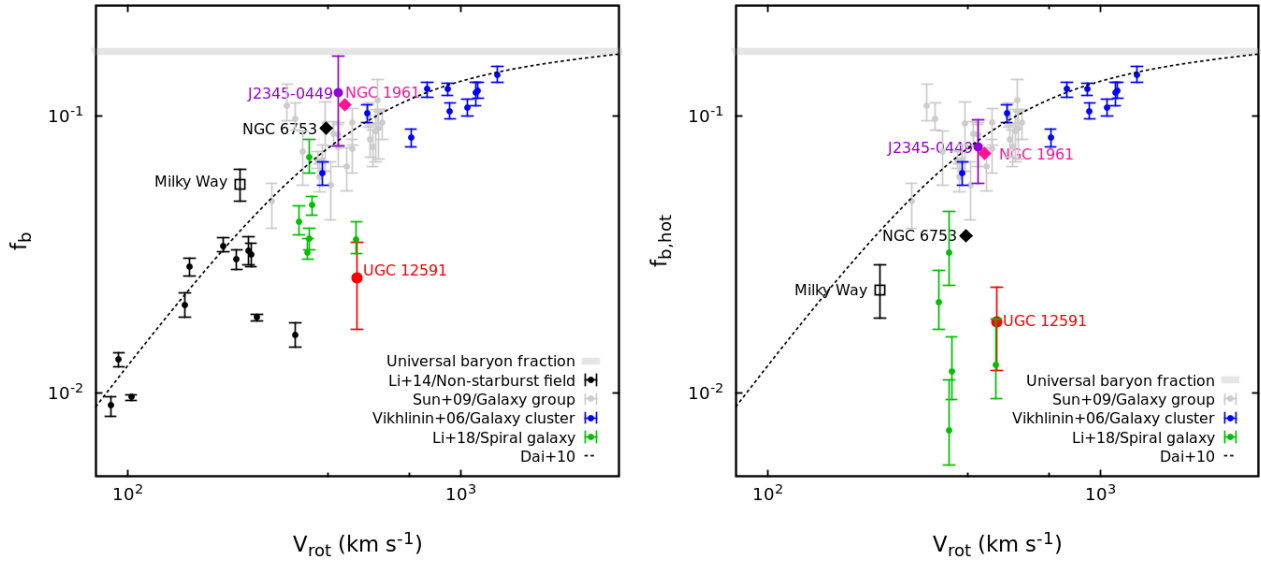 f_b
10^-1
10^-2
J2345-0449
NGC 1961
NGC 6753
Milky Way
UGC 12591
Universal baryon fraction
Li+14/Non-starburst field
Sun+09/Galaxy group
Vikhlinin+06/Galaxy cluster
Li+18/Spiral galaxy
Dai+10
10^2
10^3
V_rot (km s^-1)
f_b,hot
10^-1
10^-2
J2345-0449
NGC 1961
NGC 6753
Milky Way
UGC 12591
Universal baryon fraction
Sun+09/Galaxy group
Vikhlinin+06/Galaxy cluster
Li+18/Spiral galaxy
Dai+10
10^2
10^3
V_rot (km s^-1)